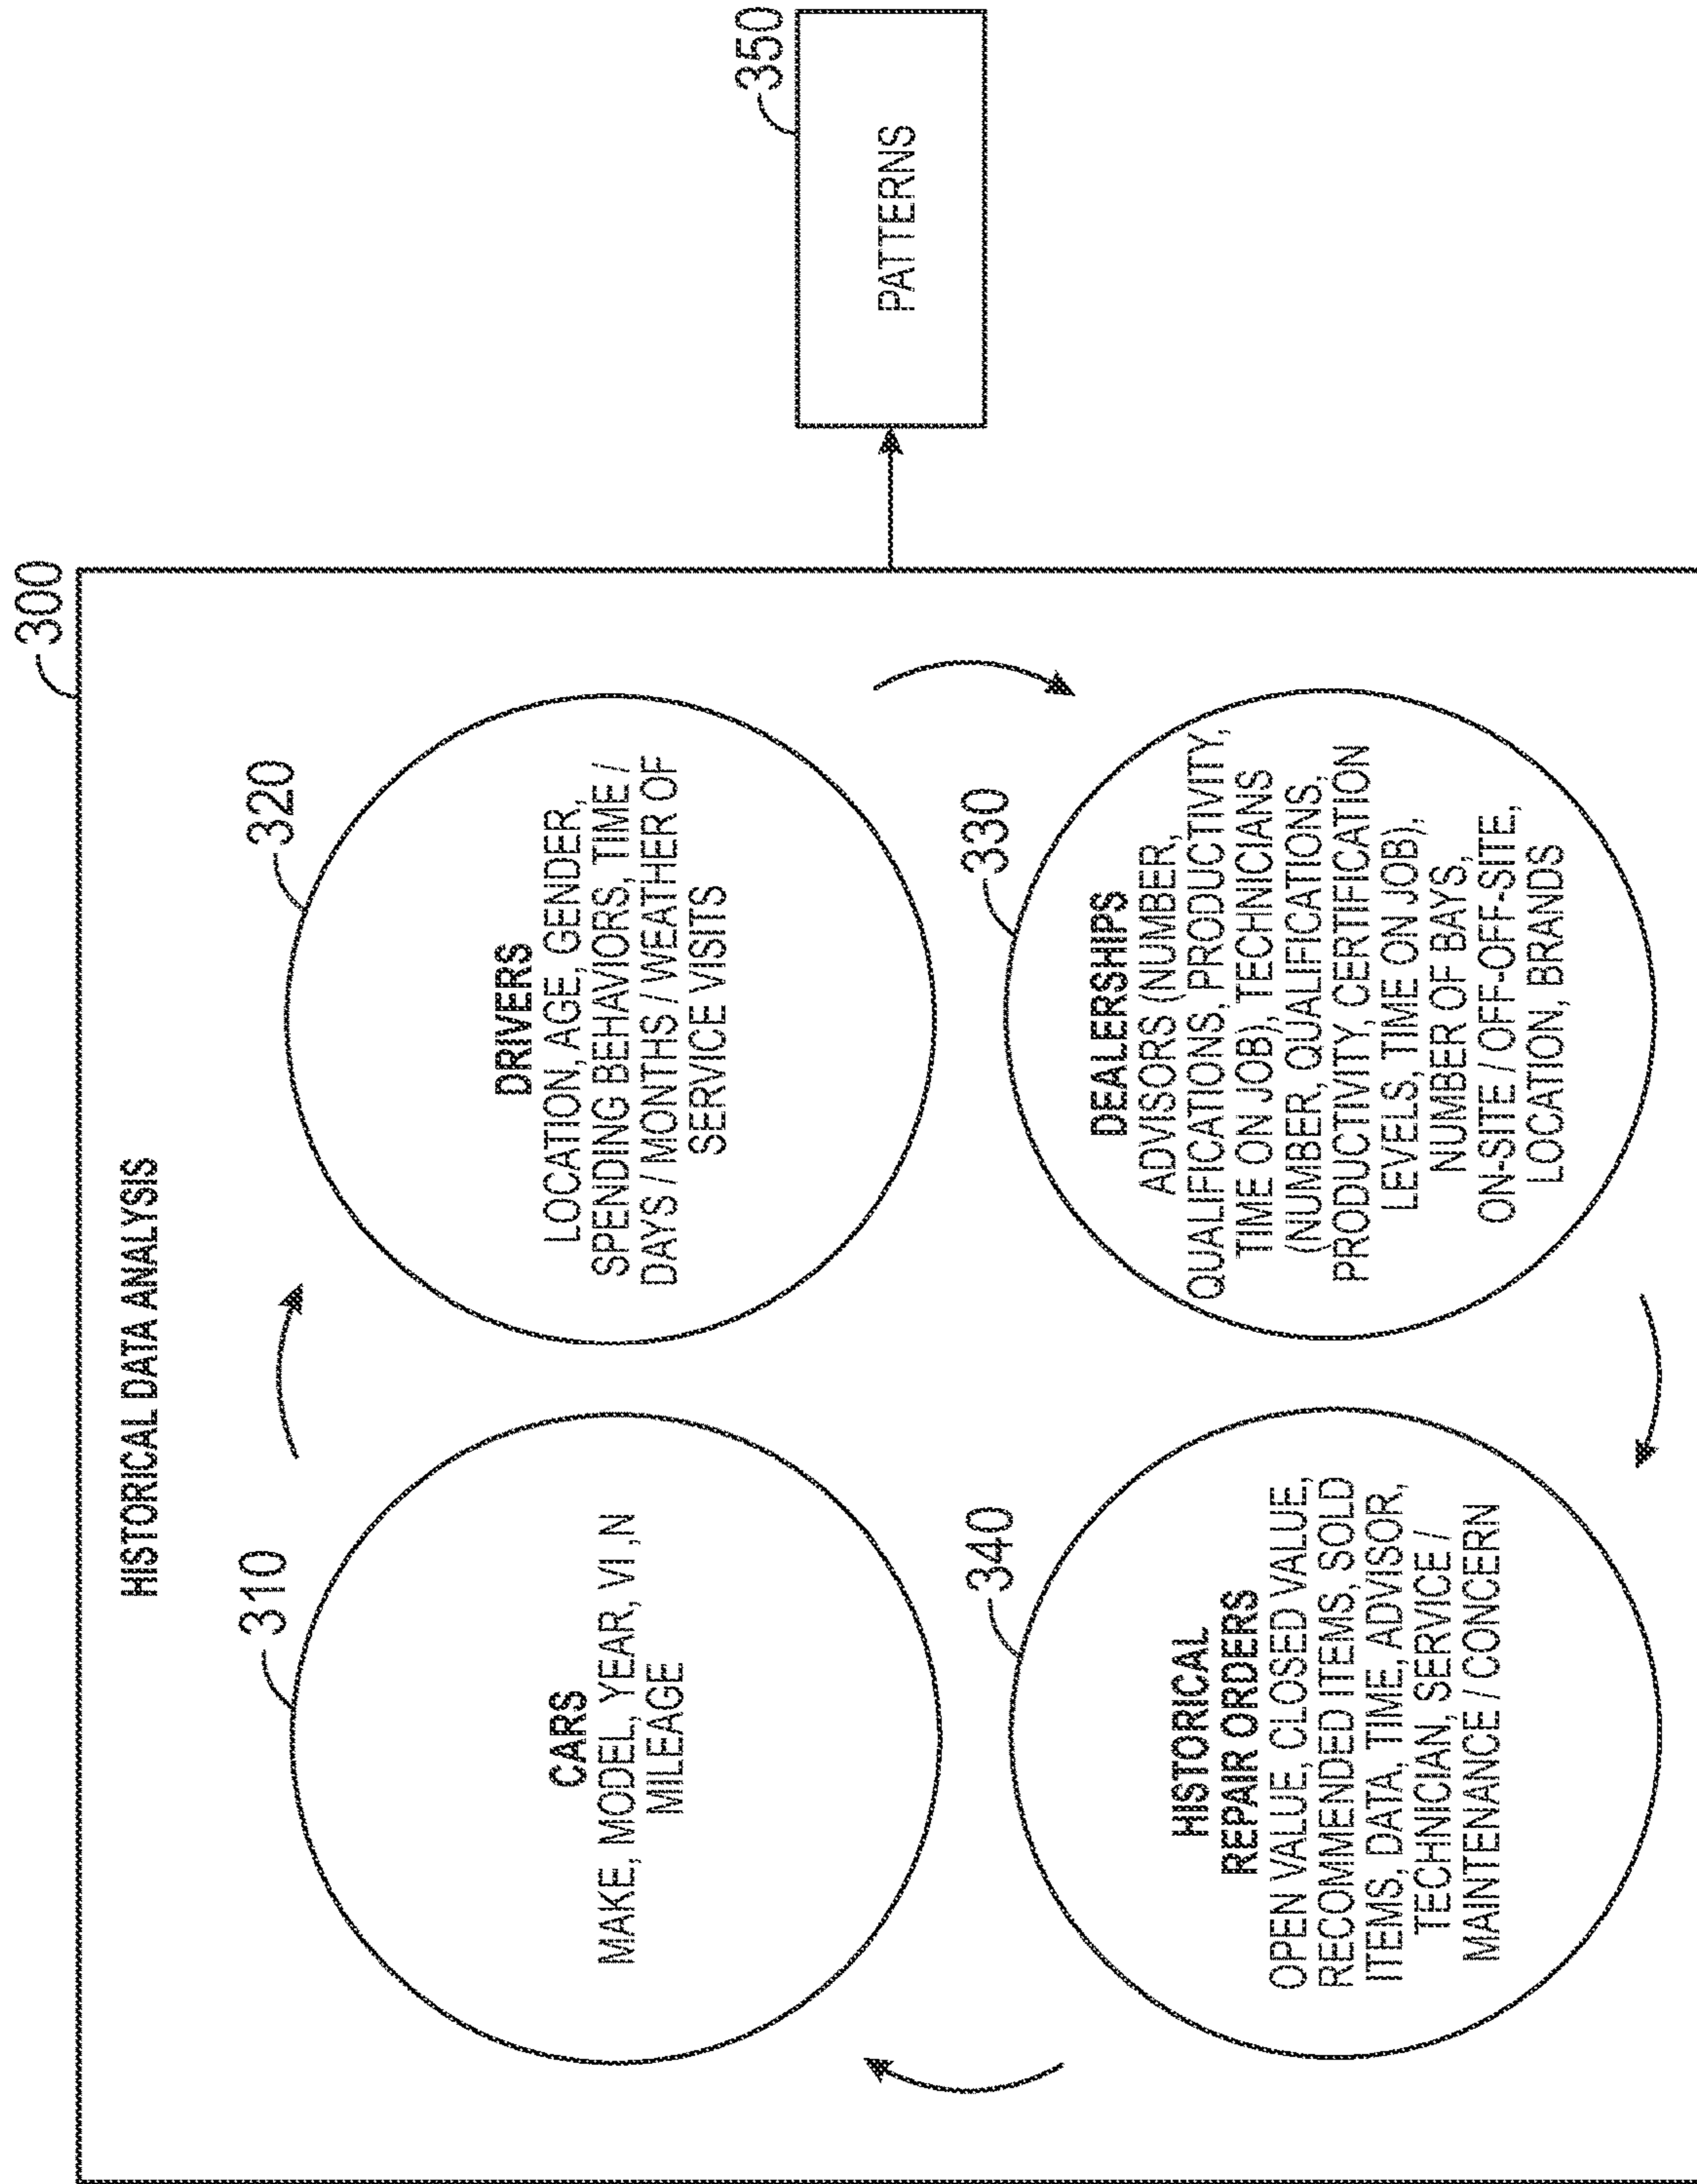 HISTORICAL DATA ANALYSIS
300
310
CARS
MAKE, MODEL, YEAR, VI,N
MILEAGE
320
DRIVERS
LOCATION, AGE, GENDER,
SPENDING BEHAVIORS, TIME /
DAYS / MONTHS / WEATHER OF
SERVICE VISITS
340
HISTORICAL
REPAIR ORDERS
OPEN VALUE, CLOSED VALUE,
RECOMMENDED ITEMS, SOLD
ITEMS, DATA, TIME, ADVISOR,
TECHNICIAN, SERVICE /
MAINTENANCE / CONCERN
330
DEALERSHIPS
ADVISORS (NUMBER,
QUALIFICATIONS, PRODUCTIVITY,
TIME ON JOB), TECHNICIANS
(NUMBER, QUALIFICATIONS,
PRODUCTIVITY, CERTIFICATION
LEVELS, TIME ON JOB),
NUMBER OF BAYS,
ON-SITE / OFF-OFF-SITE,
LOCATION, BRANDS
350
PATTERNS